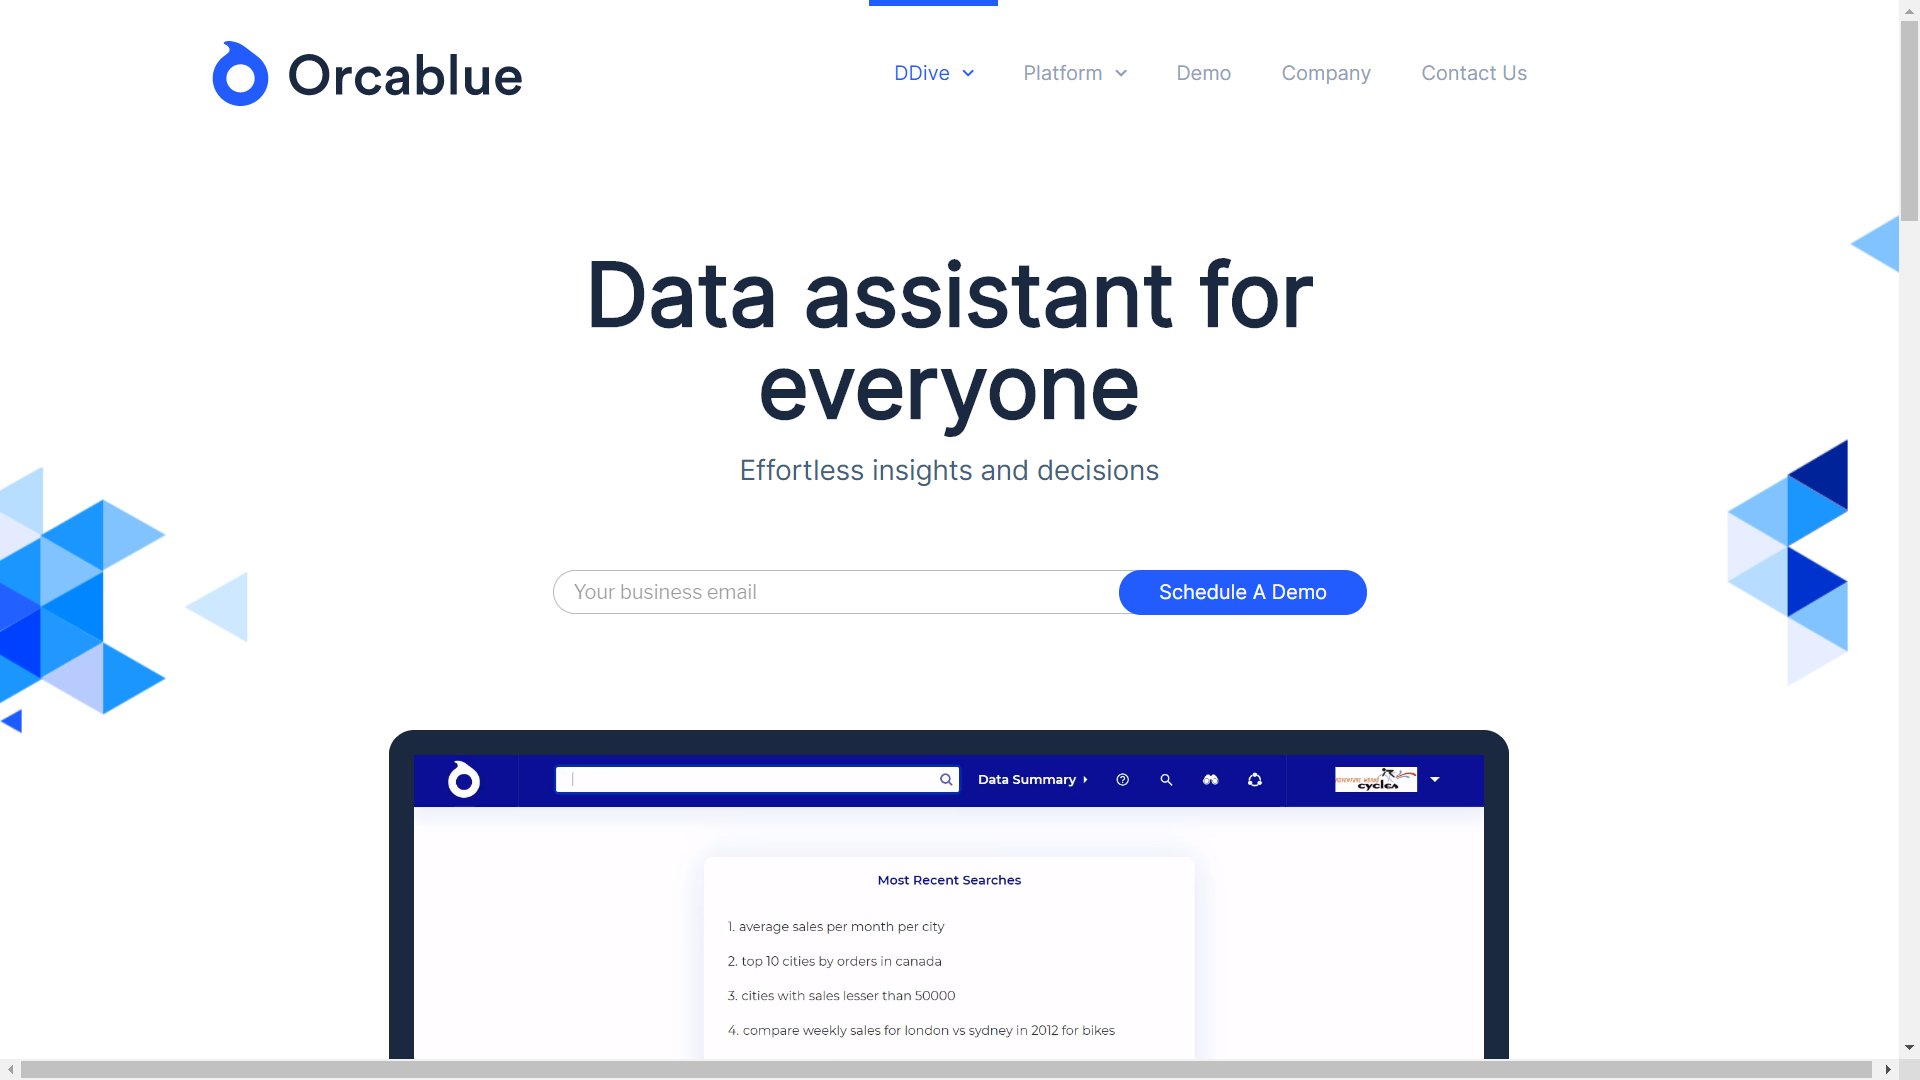 Orcablue
DDive
Platform
Demo
Company
Contact Us
Data assistant for
everyone
Effortless insights and decisions
Your business email
Schedule A Demo
Data Summary
cycles
Most Recent Searches
1. average sales per month per city
2. top 10 cities by orders in canada
3. cities with sales lesser than 50000
4. compare weekly sales for london vs sydney in 2012 for bikes